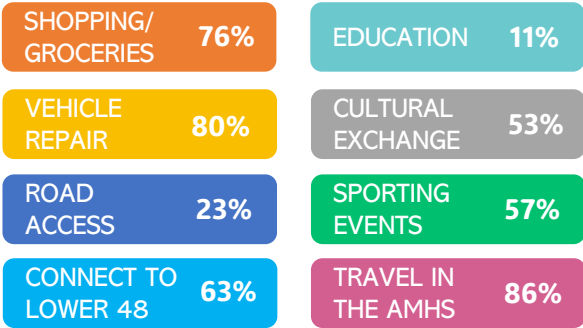 SHOPPING/
GROCERIES 76%
EDUCATION 11%
VEHICLE
REPAIR 80%
CULTURAL
EXCHANGE 53%
ROAD
ACCESS 23%
SPORTING
EVENTS 57%
CONNECT TO
LOWER 48 63%
TRAVEL IN
THE AMHS 86%